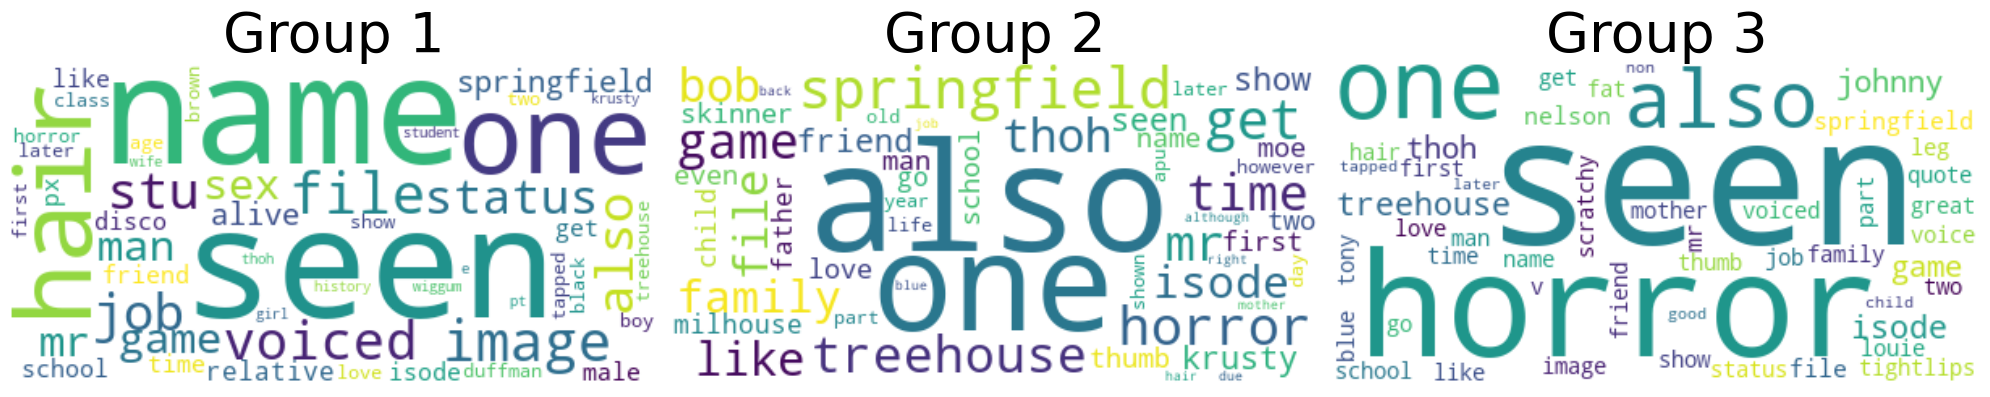 Group 1
like
class
brown
springfield
two
krusty
name
student
one
horror
later
age
wife
hair
px
first
stu
sex
file
status
alive
show
disco
also
man
get
treehouse
friend
seen
thoh
e
history
wiggum
pt
tapped
black
job
girl
boy
mr
game
voiced
image
school
time
relative
love
isode
duffman
male
Group 2
bob
back
springfield
later
show
skinner
old
job
seen
get
game
friend
thoh
name
moe
man
apu
however
even
go
school
time
child
file
father
year
also
although
two
life
mr
first
right
love
day
isode
shown
family
blue
one
mother
milhouse
part
horror
like
treehouse
thumb
krusty
hair
due
Group 3
one
get
non
fat
also
johnny
nelson
springfield
hair
thoh
leg
tapped
first
scratchy
quote
later
seen
treehouse
mother
voiced
part
great
love
man
mr
voice
time
name
tony
thumb
job
family
game
v
friend
two
horror
child
go
good
isode
blue
louie
school
like
image
show
status
file
tightlips